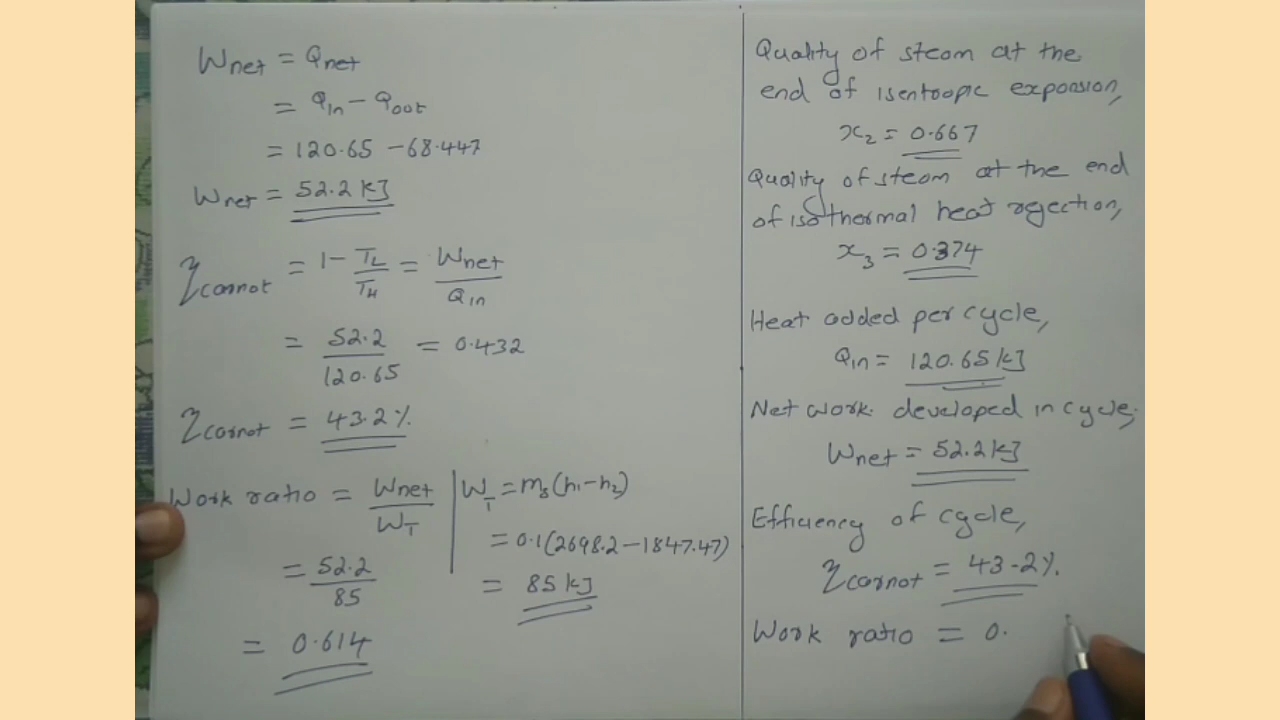 Wnet = Qnet
= Qin - Qout
= 120.65 - 68.447
Wnet = 52.2 kJ
ηcarnot = 1 - TL/TH = Wnet/Qin
= 52.2/120.65 = 0.432
ηcarnot = 43.2%
Work ratio = Wnet/WT
= 52.2/85
= 0.614
WT = ms(h1-h2)
= 0.1(2698.2-1847.47)
= 85 kJ
Quality of steam at the
end of isentropic expansion,
x2 = 0.667
Quality of steam at the end
of isothermal heat rejection,
x3 = 0.374
Heat added per cycle,
Qin = 120.65 kJ
Net work developed in cycle,
Wnet = 52.2 kJ
Efficiency of cycle,
ηcarnot = 43.2%
Work ratio = 0.